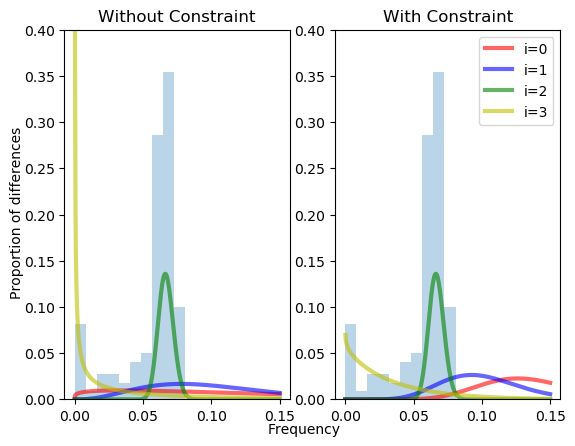 Without Constraint
With Constraint
Proportion of differences
0.40
0.35
0.30
0.25
0.20
0.15
0.10
0.05
0.00
0.00 0.05 0.10 0.15
0.40
0.35
0.30
0.25
0.20
0.15
0.10
0.05
0.00
0.00 0.05 0.10 0.15
i=0
i=1
i=2
i=3
Frequency